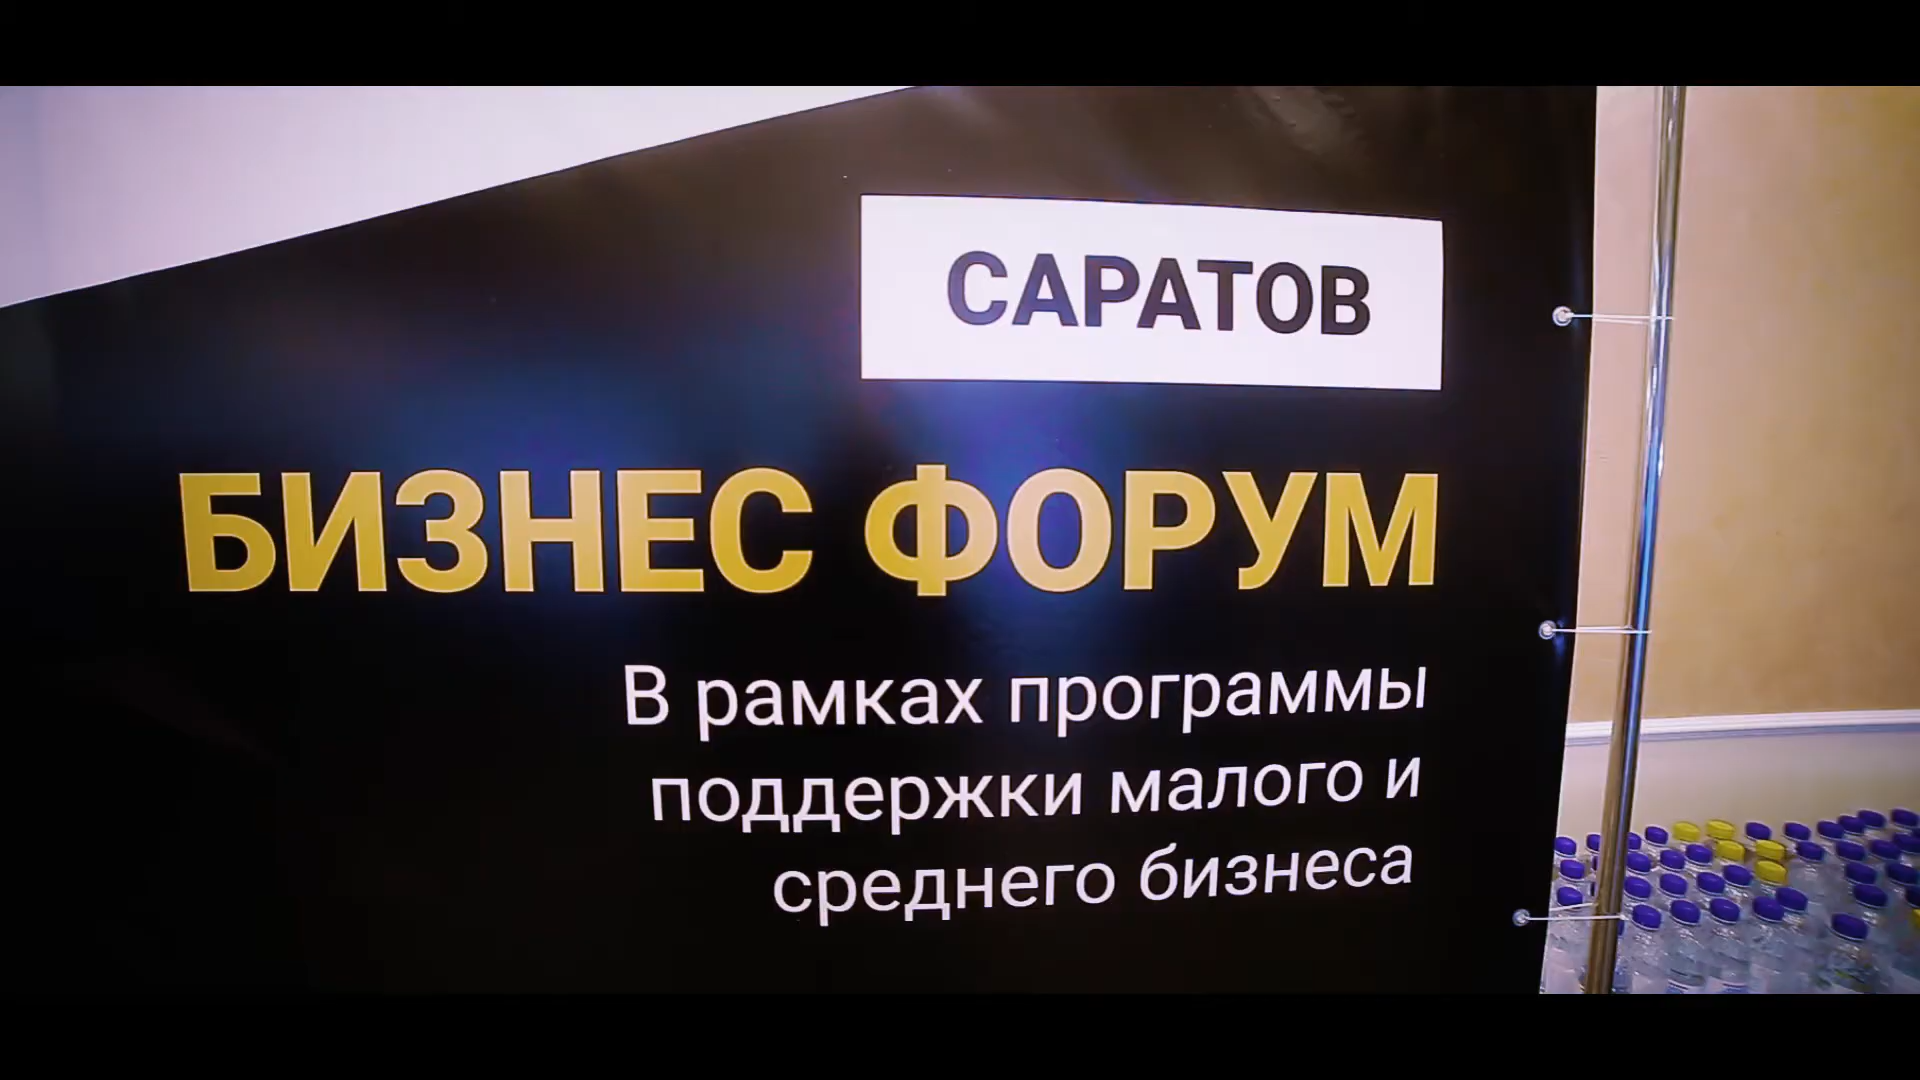 САРАТОВ
БИЗНЕС ФОРУМ
В рамках программы
поддержки малого и
среднего бизнеса